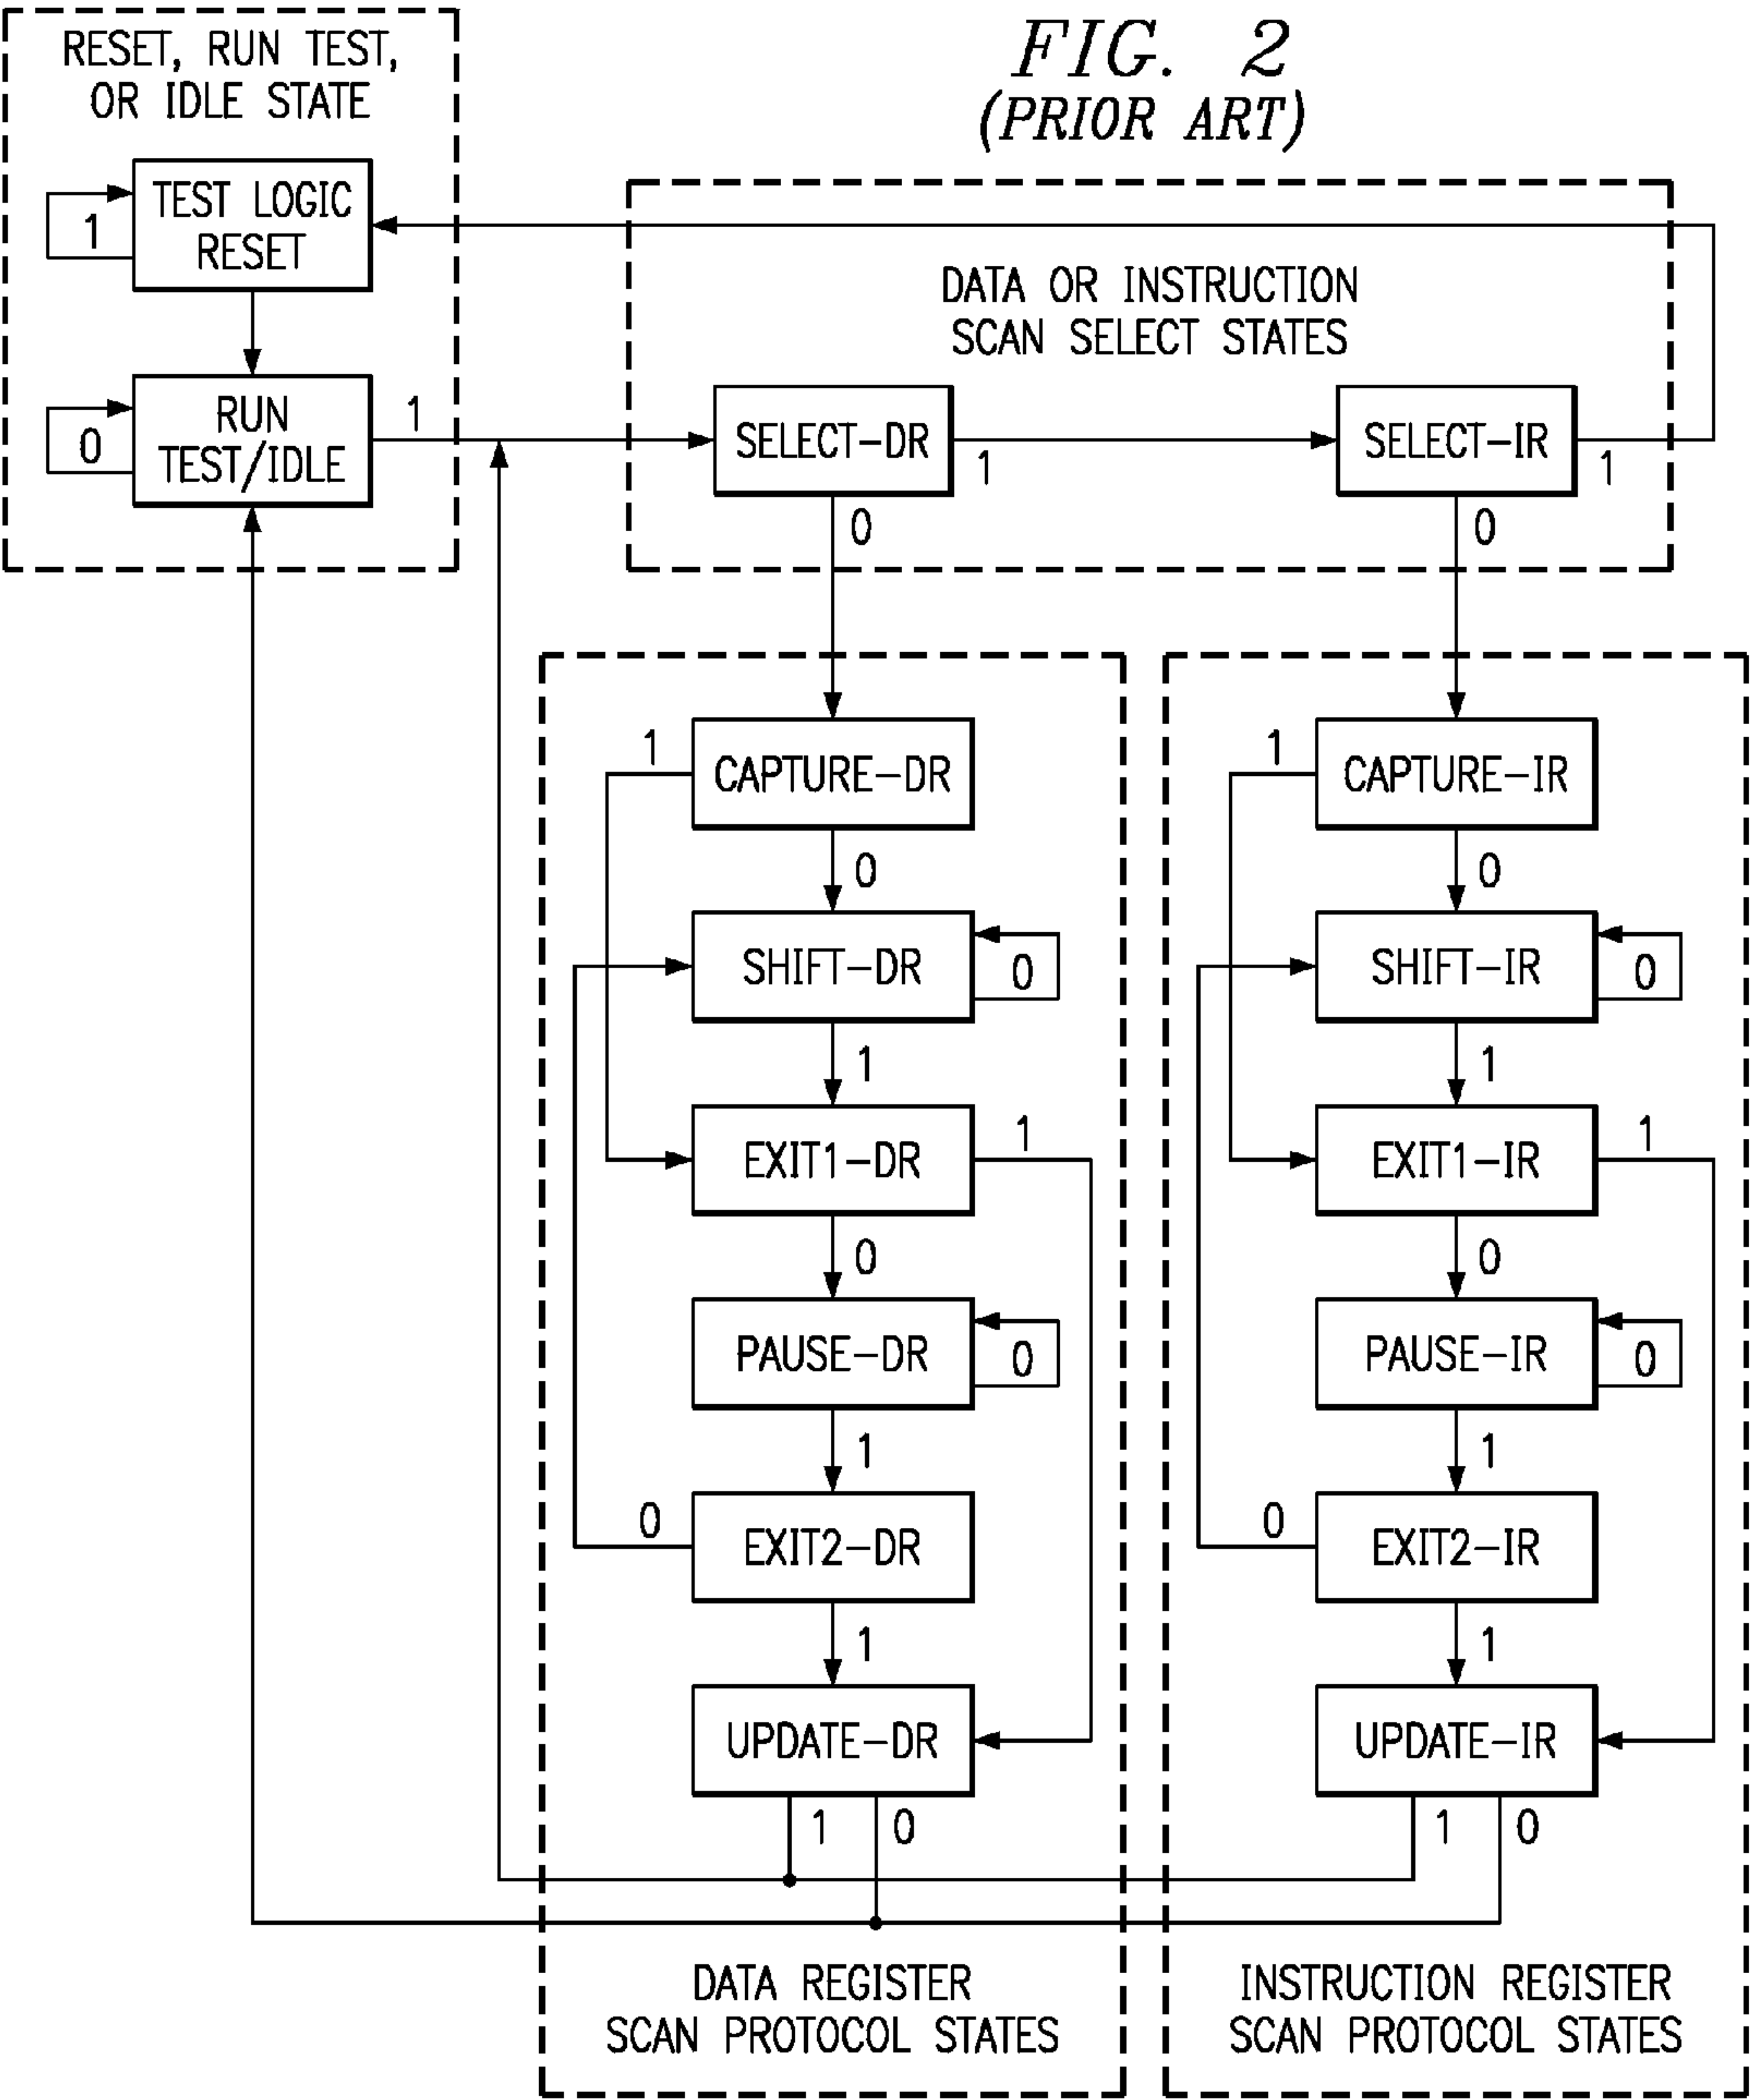 FIG. 2
(PRIOR ART)
RESET, RUN TEST,
OR IDLE STATE
TEST LOGIC
RESET
1
RUN
TEST/IDLE
0
1
DATA OR INSTRUCTION
SCAN SELECT STATES
SELECT-DR
1
0
SELECT-IR
1
0
CAPTURE-DR
1
0
SHIFT-DR
0
1
EXIT1-DR
1
0
PAUSE-DR
0
1
EXIT2-DR
0
1
UPDATE-DR
1
0
DATA REGISTER
SCAN PROTOCOL STATES
CAPTURE-IR
1
0
SHIFT-IR
0
1
EXIT1-IR
1
0
PAUSE-IR
0
1
EXIT2-IR
0
1
UPDATE-IR
1
0
INSTRUCTION REGISTER
SCAN PROTOCOL STATES